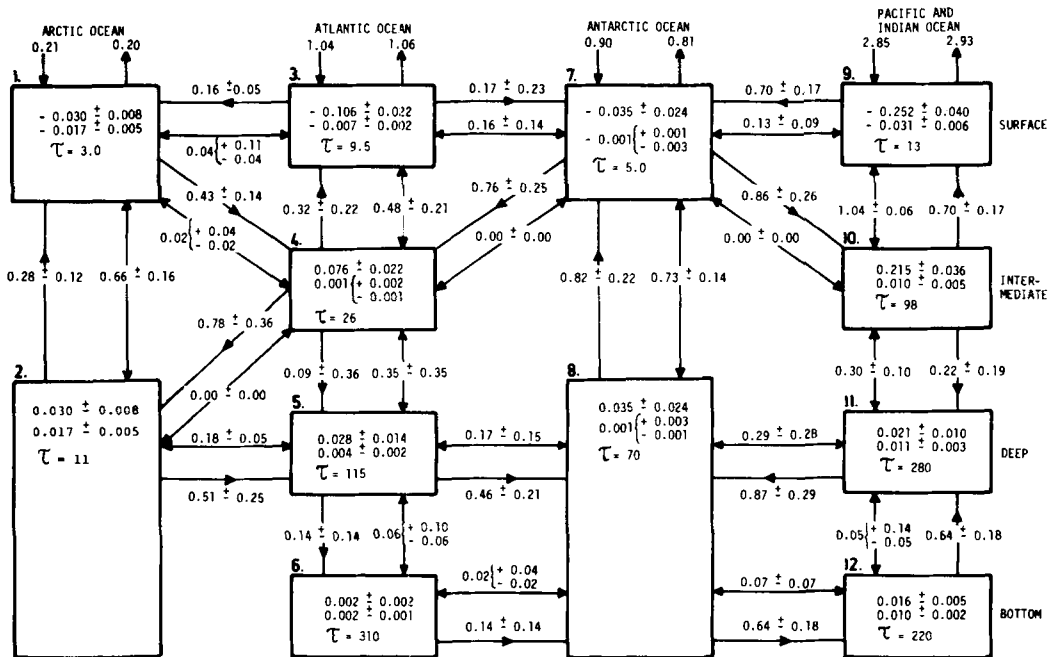 ARCTIC OCEAN
0.21 0.20
ATLANTIC OCEAN
1.04 1.06
ANTARCTIC OCEAN
0.90 0.81
PACIFIC AND
INDIAN OCEAN
2.85 2.93
1.
- 0.030 ± 0.008
- 0.017 ± 0.005
τ = 3.0
0.16 ± 0.05
0.04 { + 0.11
- 0.04
3.
- 0.106 ± 0.022
- 0.007 ± 0.002
τ = 9.5
0.17 ± 0.23
0.16 ± 0.14
7.
- 0.035 ± 0.024
- 0.001 { + 0.001
- 0.003
τ = 5.0
0.70 ± 0.17
0.13 ± 0.09
9.
- 0.252 ± 0.040
- 0.031 ± 0.006
τ = 13
SURFACE
0.43 ± 0.14
0.02 { + 0.04
- 0.02
0.32 ± 0.22
0.48 ± 0.21
0.76 ± 0.25
0.00 ± 0.00
0.86 ± 0.26
0.00 ± 0.00
1.04 ± 0.06
0.70 ± 0.17
0.28 ± 0.12
0.66 ± 0.16
4.
0.076 ± 0.022
0.001 { + 0.002
- 0.001
τ = 26
0.82 ± 0.22
0.73 ± 0.14
10.
0.215 ± 0.036
0.010 ± 0.005
τ = 98
INTER-
MEDIATE
0.78 ± 0.36
0.00 ± 0.00
0.09 ± 0.36
0.35 ± 0.35
0.30 ± 0.10
0.22 ± 0.19
2.
0.030 ± 0.008
0.017 ± 0.005
τ = 11
0.18 ± 0.05
0.51 ± 0.25
5.
0.028 ± 0.014
0.004 ± 0.002
τ = 115
0.17 ± 0.15
0.46 ± 0.21
8.
0.035 ± 0.024
0.001 { + 0.003
- 0.001
τ = 70
0.29 ± 0.28
0.87 ± 0.29
11.
0.021 ± 0.010
0.011 ± 0.003
τ = 280
DEEP
0.14 ± 0.14
0.06 { + 0.10
- 0.06
0.05 { + 0.14
- 0.05
0.64 ± 0.18
6.
0.002 ± 0.002
0.002 ± 0.001
τ = 310
0.02 { + 0.04
- 0.02
0.14 ± 0.14
0.07 ± 0.07
0.64 ± 0.18
12.
0.016 ± 0.005
0.010 ± 0.002
τ = 220
BOTTOM